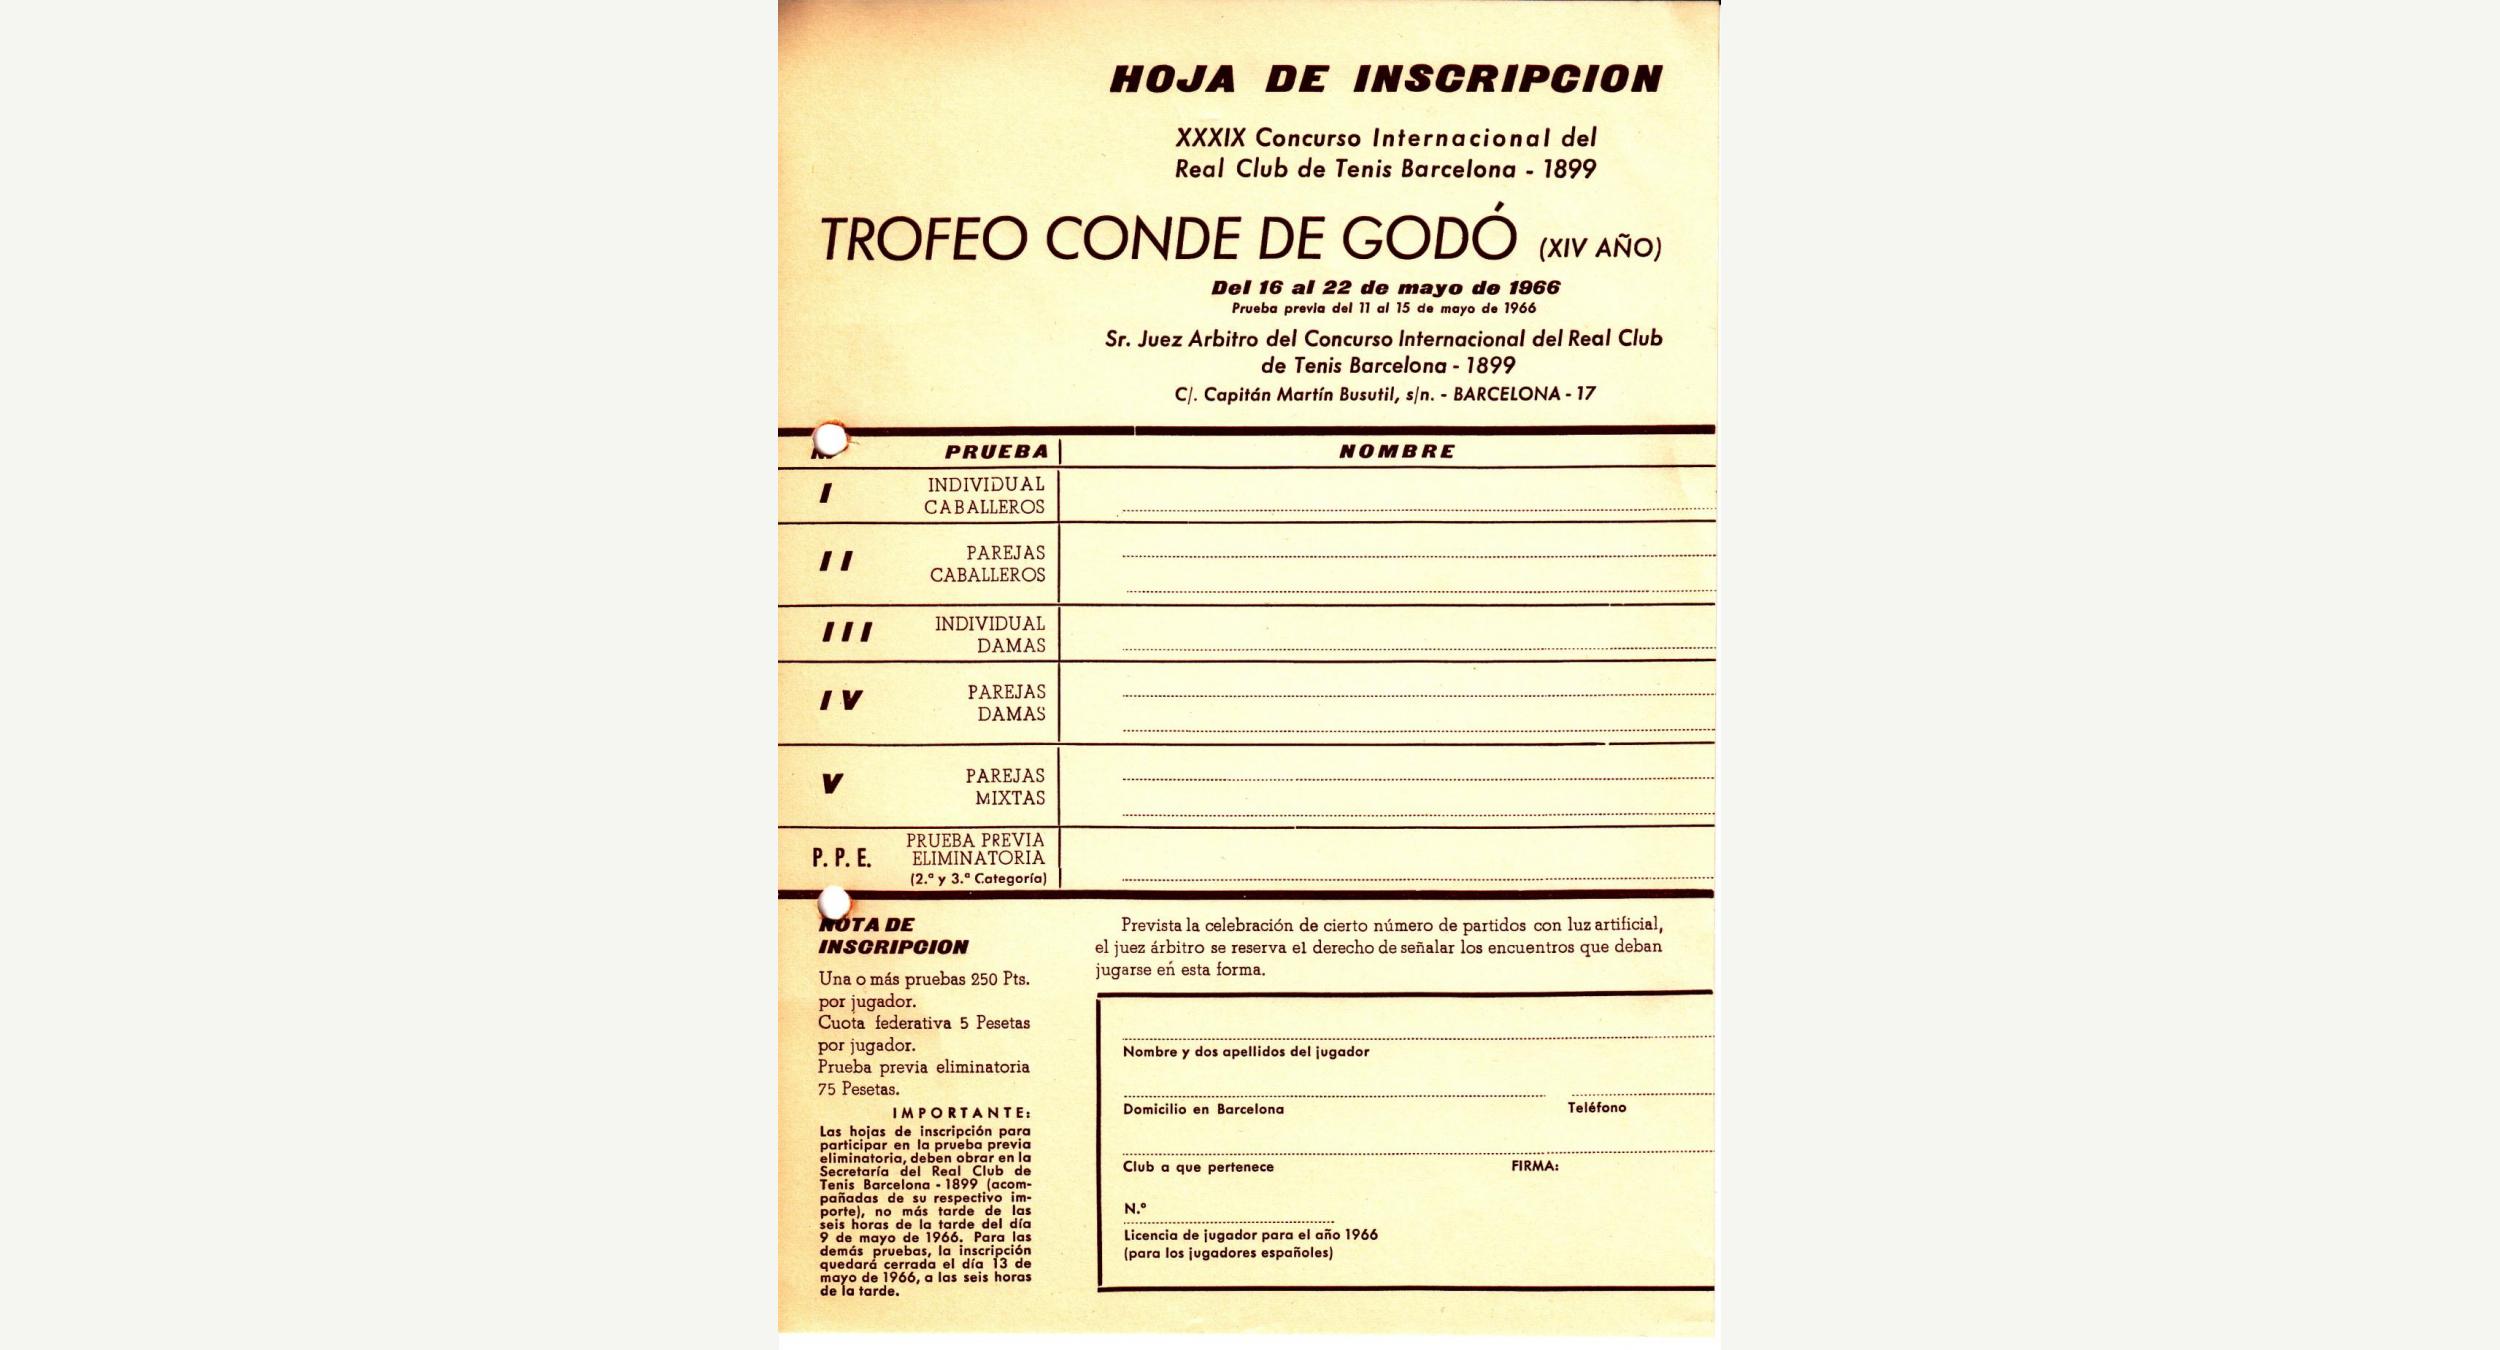 HOJA DE INSCRIPCION
XXXIX Concurso Internacional del
Real Club de Tenis Barcelona - 1899
TROFEO CONDE DE GODÓ (XIV AÑO)
Del 16 al 22 de mayo de 1966
Prueba previa del 11 al 15 de mayo de 1966
Sr. Juez Arbitro del Concurso Internacional del Real Club
de Tenis Barcelona - 1899
C/. Capitán Martín Busutil, s/n. - BARCELONA - 17
PRUEBA NOMBRE
I INDIVIDUAL
CABALLEROS
II PAREJAS
CABALLEROS
III INDIVIDUAL
DAMAS
IV PAREJAS
DAMAS
V PAREJAS
MIXTAS
P. P. E. PRUEBA PREVIA
ELIMINATORIA
(2.ª y 3.ª Categoría)
NOTA DE
INSCRIPCION
Una o más pruebas 250 Pts.
por jugador.
Cuota federativa 5 Pesetas
por jugador.
Prueba previa eliminatoria
75 Pesetas.
IMPORTANTE:
Las hojas de inscripción para
participar en la prueba previa
eliminatoria, deben obrar en la
Secretaría del Real Club de
Tenis Barcelona - 1899 (acom-
pañadas de su respectivo im-
porte), no más tarde de las
seis horas de la tarde del día
9 de mayo de 1966. Para las
demás pruebas, la inscripción
quedará cerrada el día 13 de
mayo de 1966, a las seis horas
de la tarde.
Prevista la celebración de cierto número de partidos con luz artificial,
el juez árbitro se reserva el derecho de señalar los encuentros que deban
jugarse en esta forma.
Nombre y dos apellidos del jugador
Domicilio en Barcelona Teléfono
Club a que pertenece FIRMA:
N.º
Licencia de jugador para el año 1966
(para los jugadores españoles)